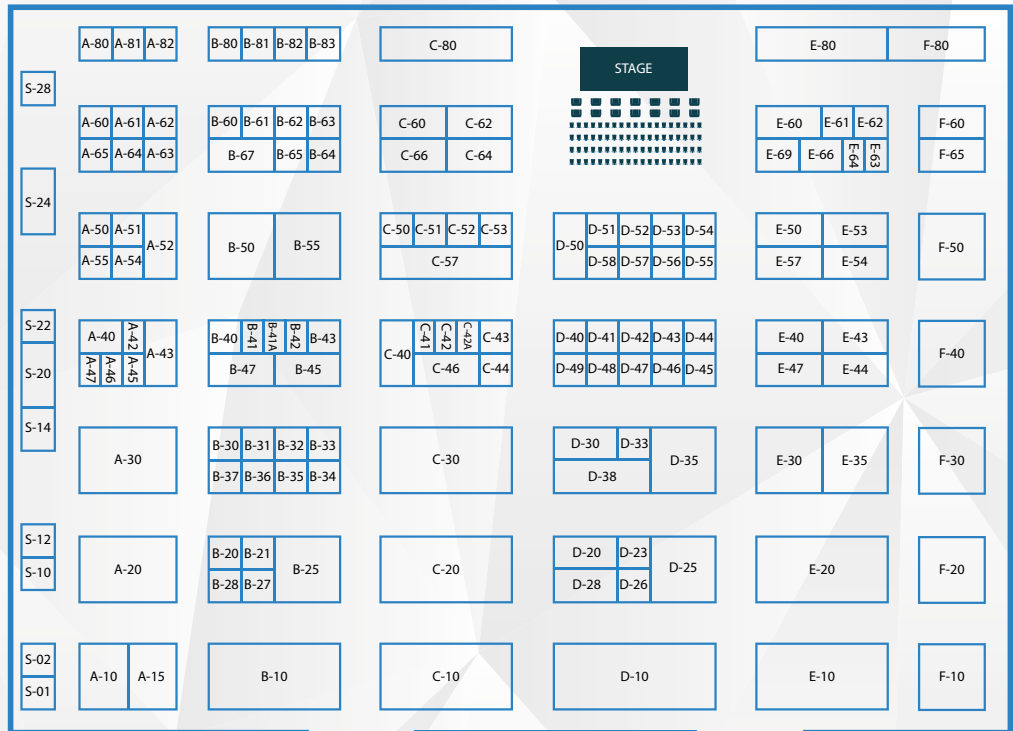 A-80 A-81 A-82 B-80 B-81 B-82 B-83 C-80 E-80 F-80
STAGE
S-28
A-60 A-61 A-62 B-60 B-61 B-62 B-63 C-60 C-62 E-60 E-61 E-62 F-60
A-65 A-64 A-63 B-67 B-65 B-64 C-66 C-64 E-69 E-66 E-64 E-63 F-65
S-24
A-50 A-51 A-52 B-50 B-55 C-50 C-51 C-52 C-53 D-50 D-51 D-52 D-53 D-54 E-50 E-53 F-50
A-55 A-54 C-57 D-58 D-57 D-56 D-55 E-57 E-54
S-22
A-40 A-42 A-43 B-40 B-41 B-41A B-42 B-43 C-40 C-41 C-42 C-42A C-43 D-40 D-41 D-42 D-43 D-44 E-40 E-43 F-40
S-20
A-47 A-46 A-45 B-47 B-45 C-46 C-44 D-49 D-48 D-47 D-46 D-45 E-47 E-44
S-14
A-30 B-30 B-31 B-32 B-33 C-30 D-30 D-33 D-35 E-30 E-35 F-30
B-37 B-36 B-35 B-34 D-38
S-12
A-20 B-20 B-21 B-25 C-20 D-20 D-23 D-25 E-20 F-20
S-10
B-28 B-27 D-28 D-26
S-02
A-10 A-15 B-10 C-10 D-10 E-10 F-10
S-01